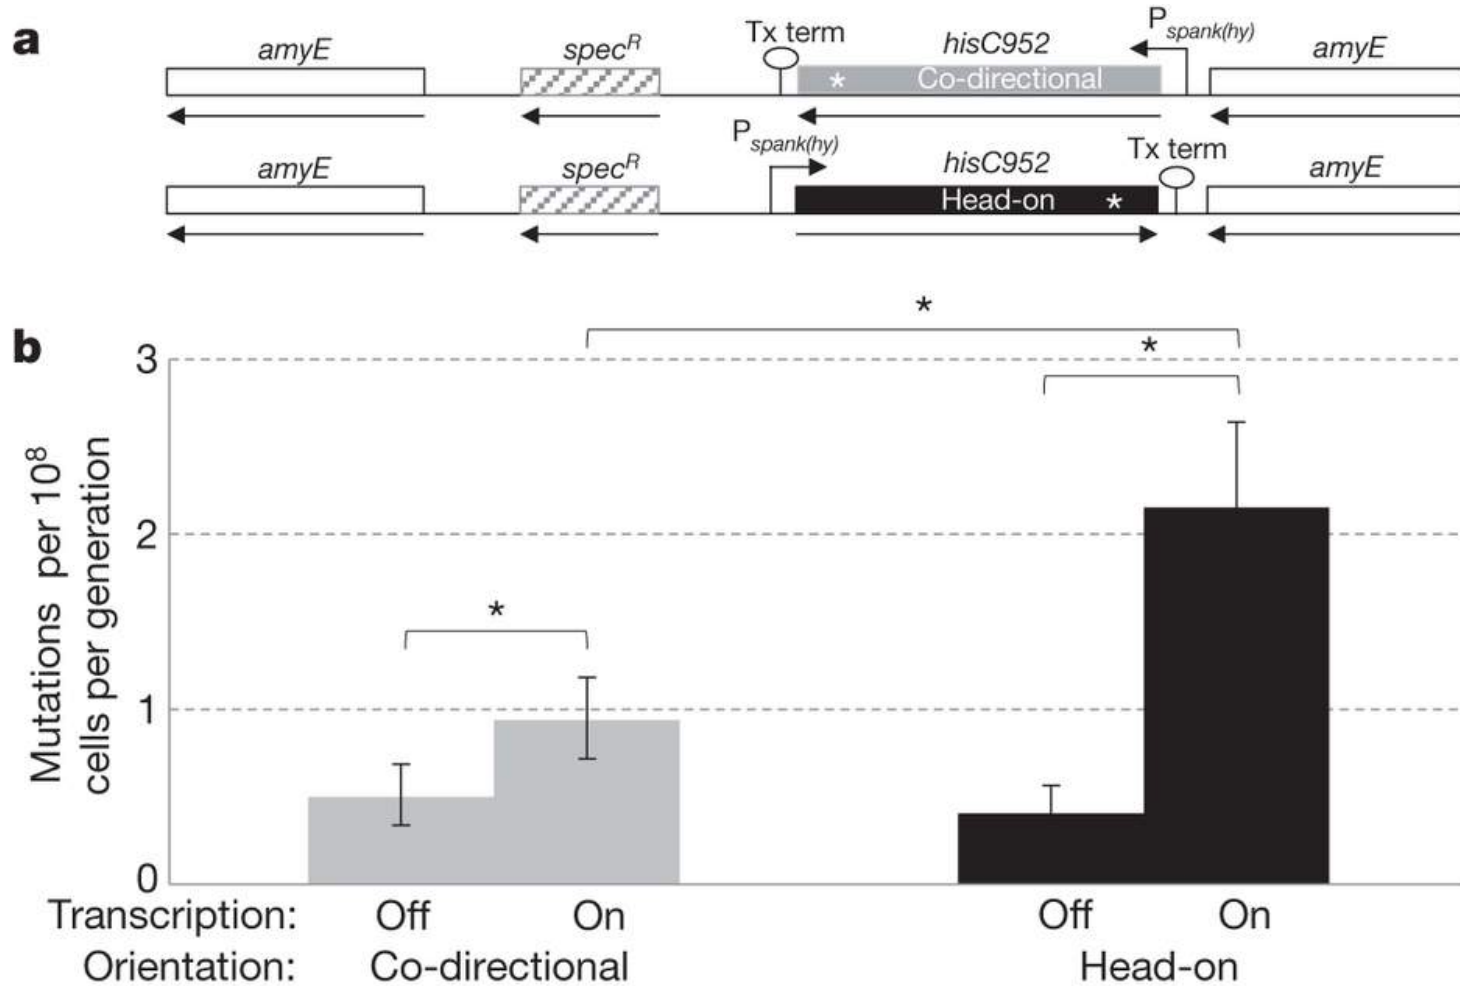 a
amyE specᴿ Tx term hisC952 Pspank(hy) amyE
* Co-directional
amyE specᴿ Pspank(hy) hisC952 Tx term amyE
Head-on *
b
*
*
*
3
2
1
0
Mutations per 10⁸
cells per generation
Transcription: Off On Off On
Orientation: Co-directional Head-on